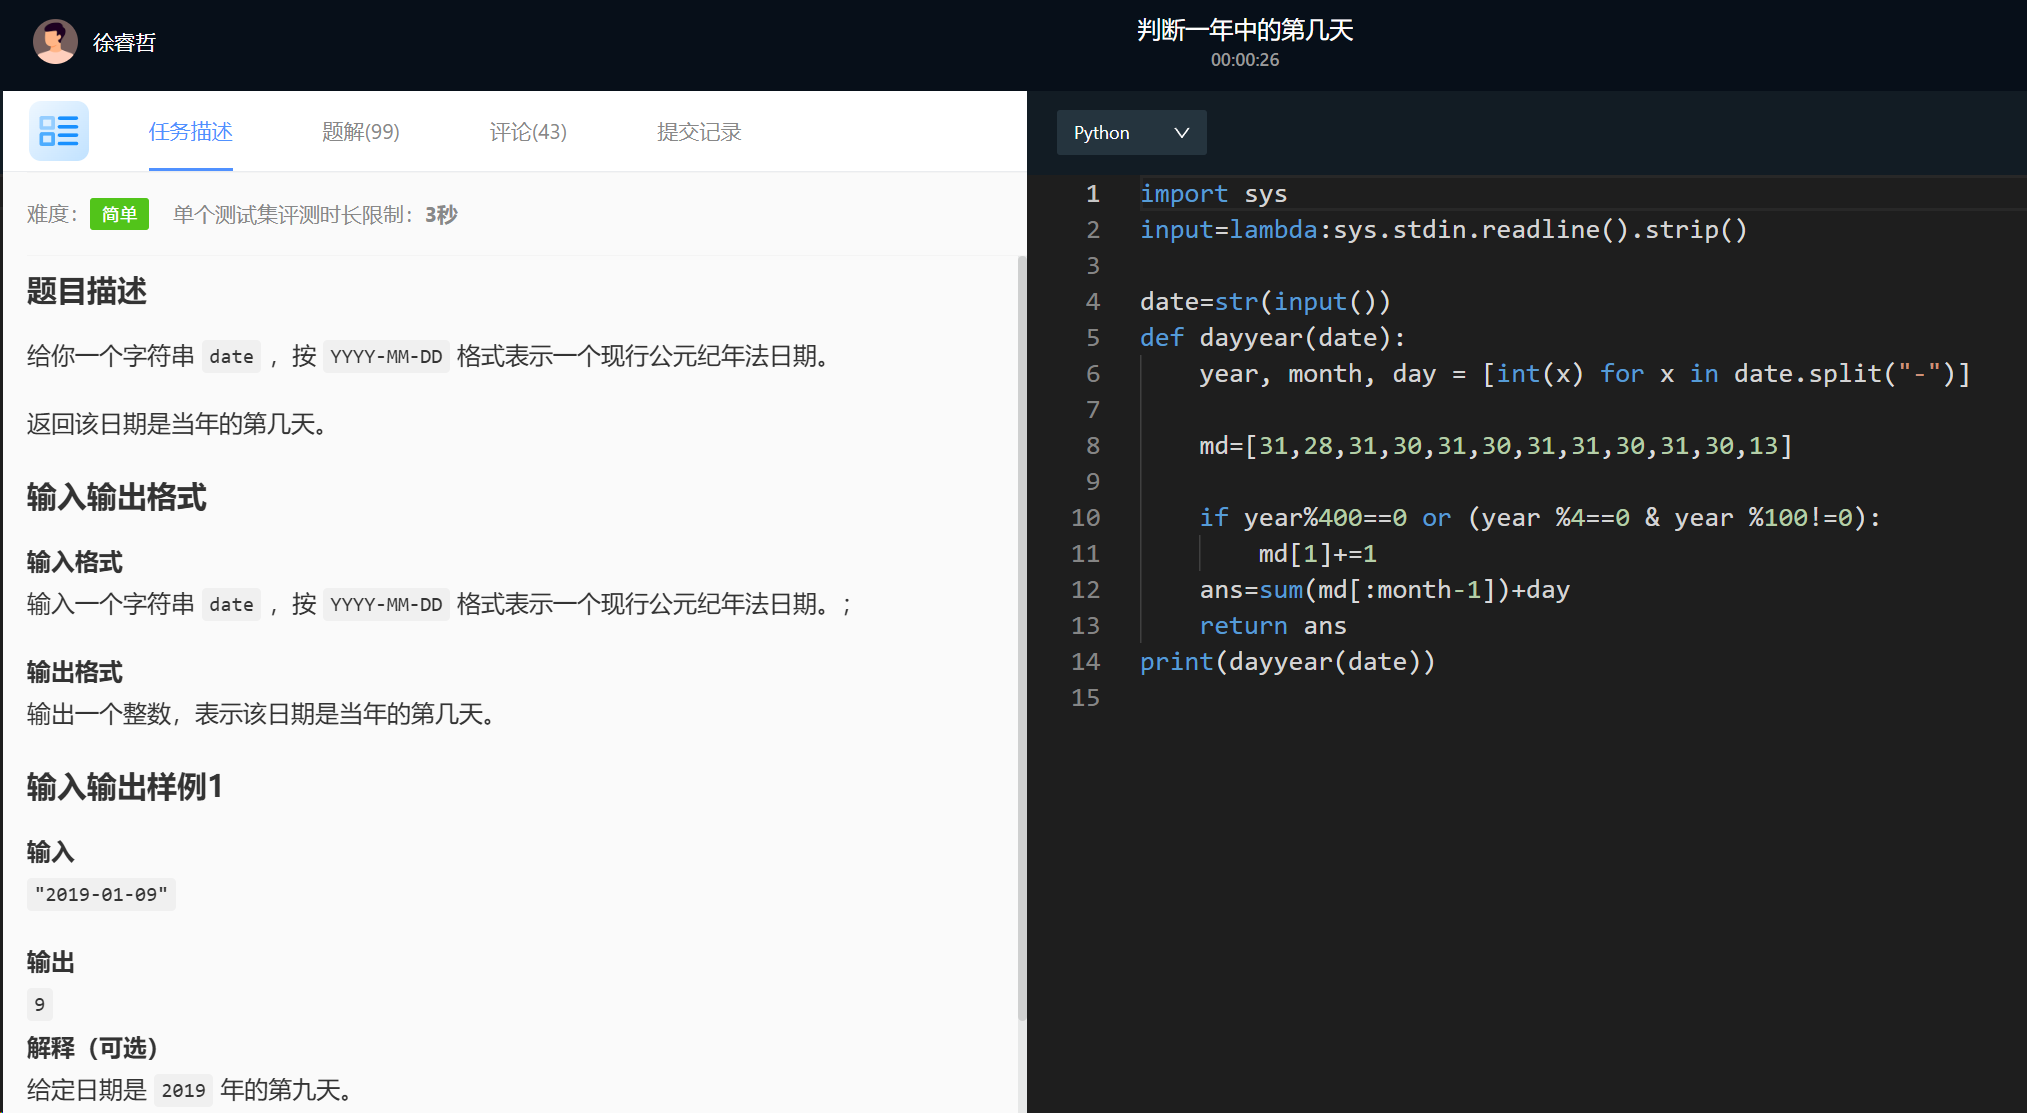 徐睿哲
判断一年中的第几天
00:00:26
任务描述 题解(99) 评论(43) 提交记录
难度： 简单 单个测试集评测时长限制：3秒
题目描述
给你一个字符串 date ，按 YYYY-MM-DD 格式表示一个现行公元纪年法日期。
返回该日期是当年的第几天。
输入输出格式
输入格式
输入一个字符串 date ，按 YYYY-MM-DD 格式表示一个现行公元纪年法日期。;
输出格式
输出一个整数，表示该日期是当年的第几天。
输入输出样例1
输入
"2019-01-09"
输出
9
解释（可选）
给定日期是 2019 年的第九天。
Python
1 import sys
2 input=lambda:sys.stdin.readline().strip()
3
4 date=str(input())
5 def dayyear(date):
6     year, month, day = [int(x) for x in date.split("-")]
7
8     md=[31,28,31,30,31,30,31,31,30,31,30,13]
9
10     if year%400==0 or (year %4==0 & year %100!=0):
11         md[1]+=1
12     ans=sum(md[:month-1])+day
13     return ans
14 print(dayyear(date))
15